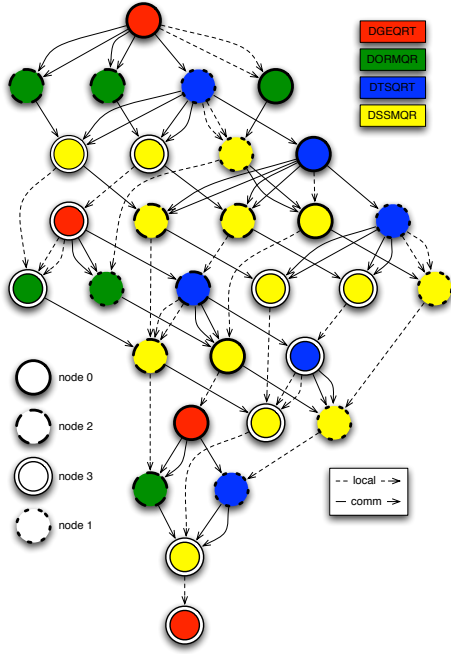 DGEQRT
DORMQR
DTSQRT
DSSMQR
node 0
node 2
node 3
node 1
local
comm